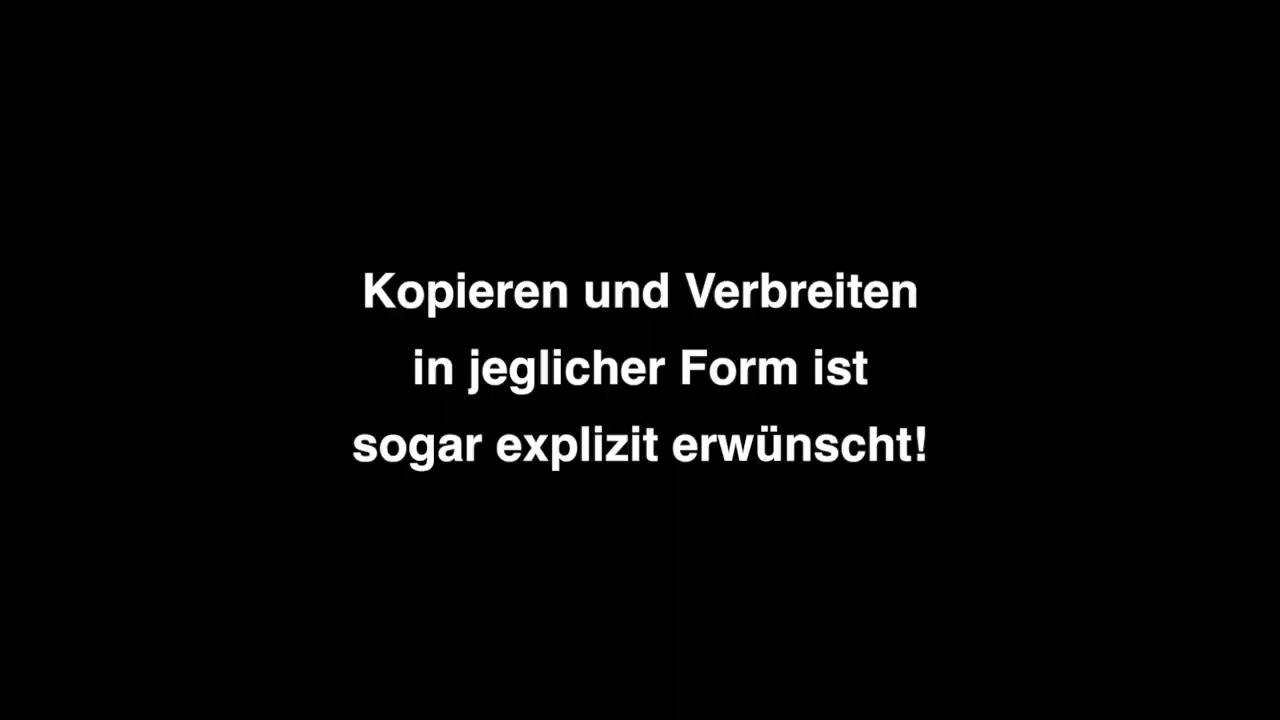 Kopieren und Verbreiten
in jeglicher Form ist
sogar explizit erwünscht!